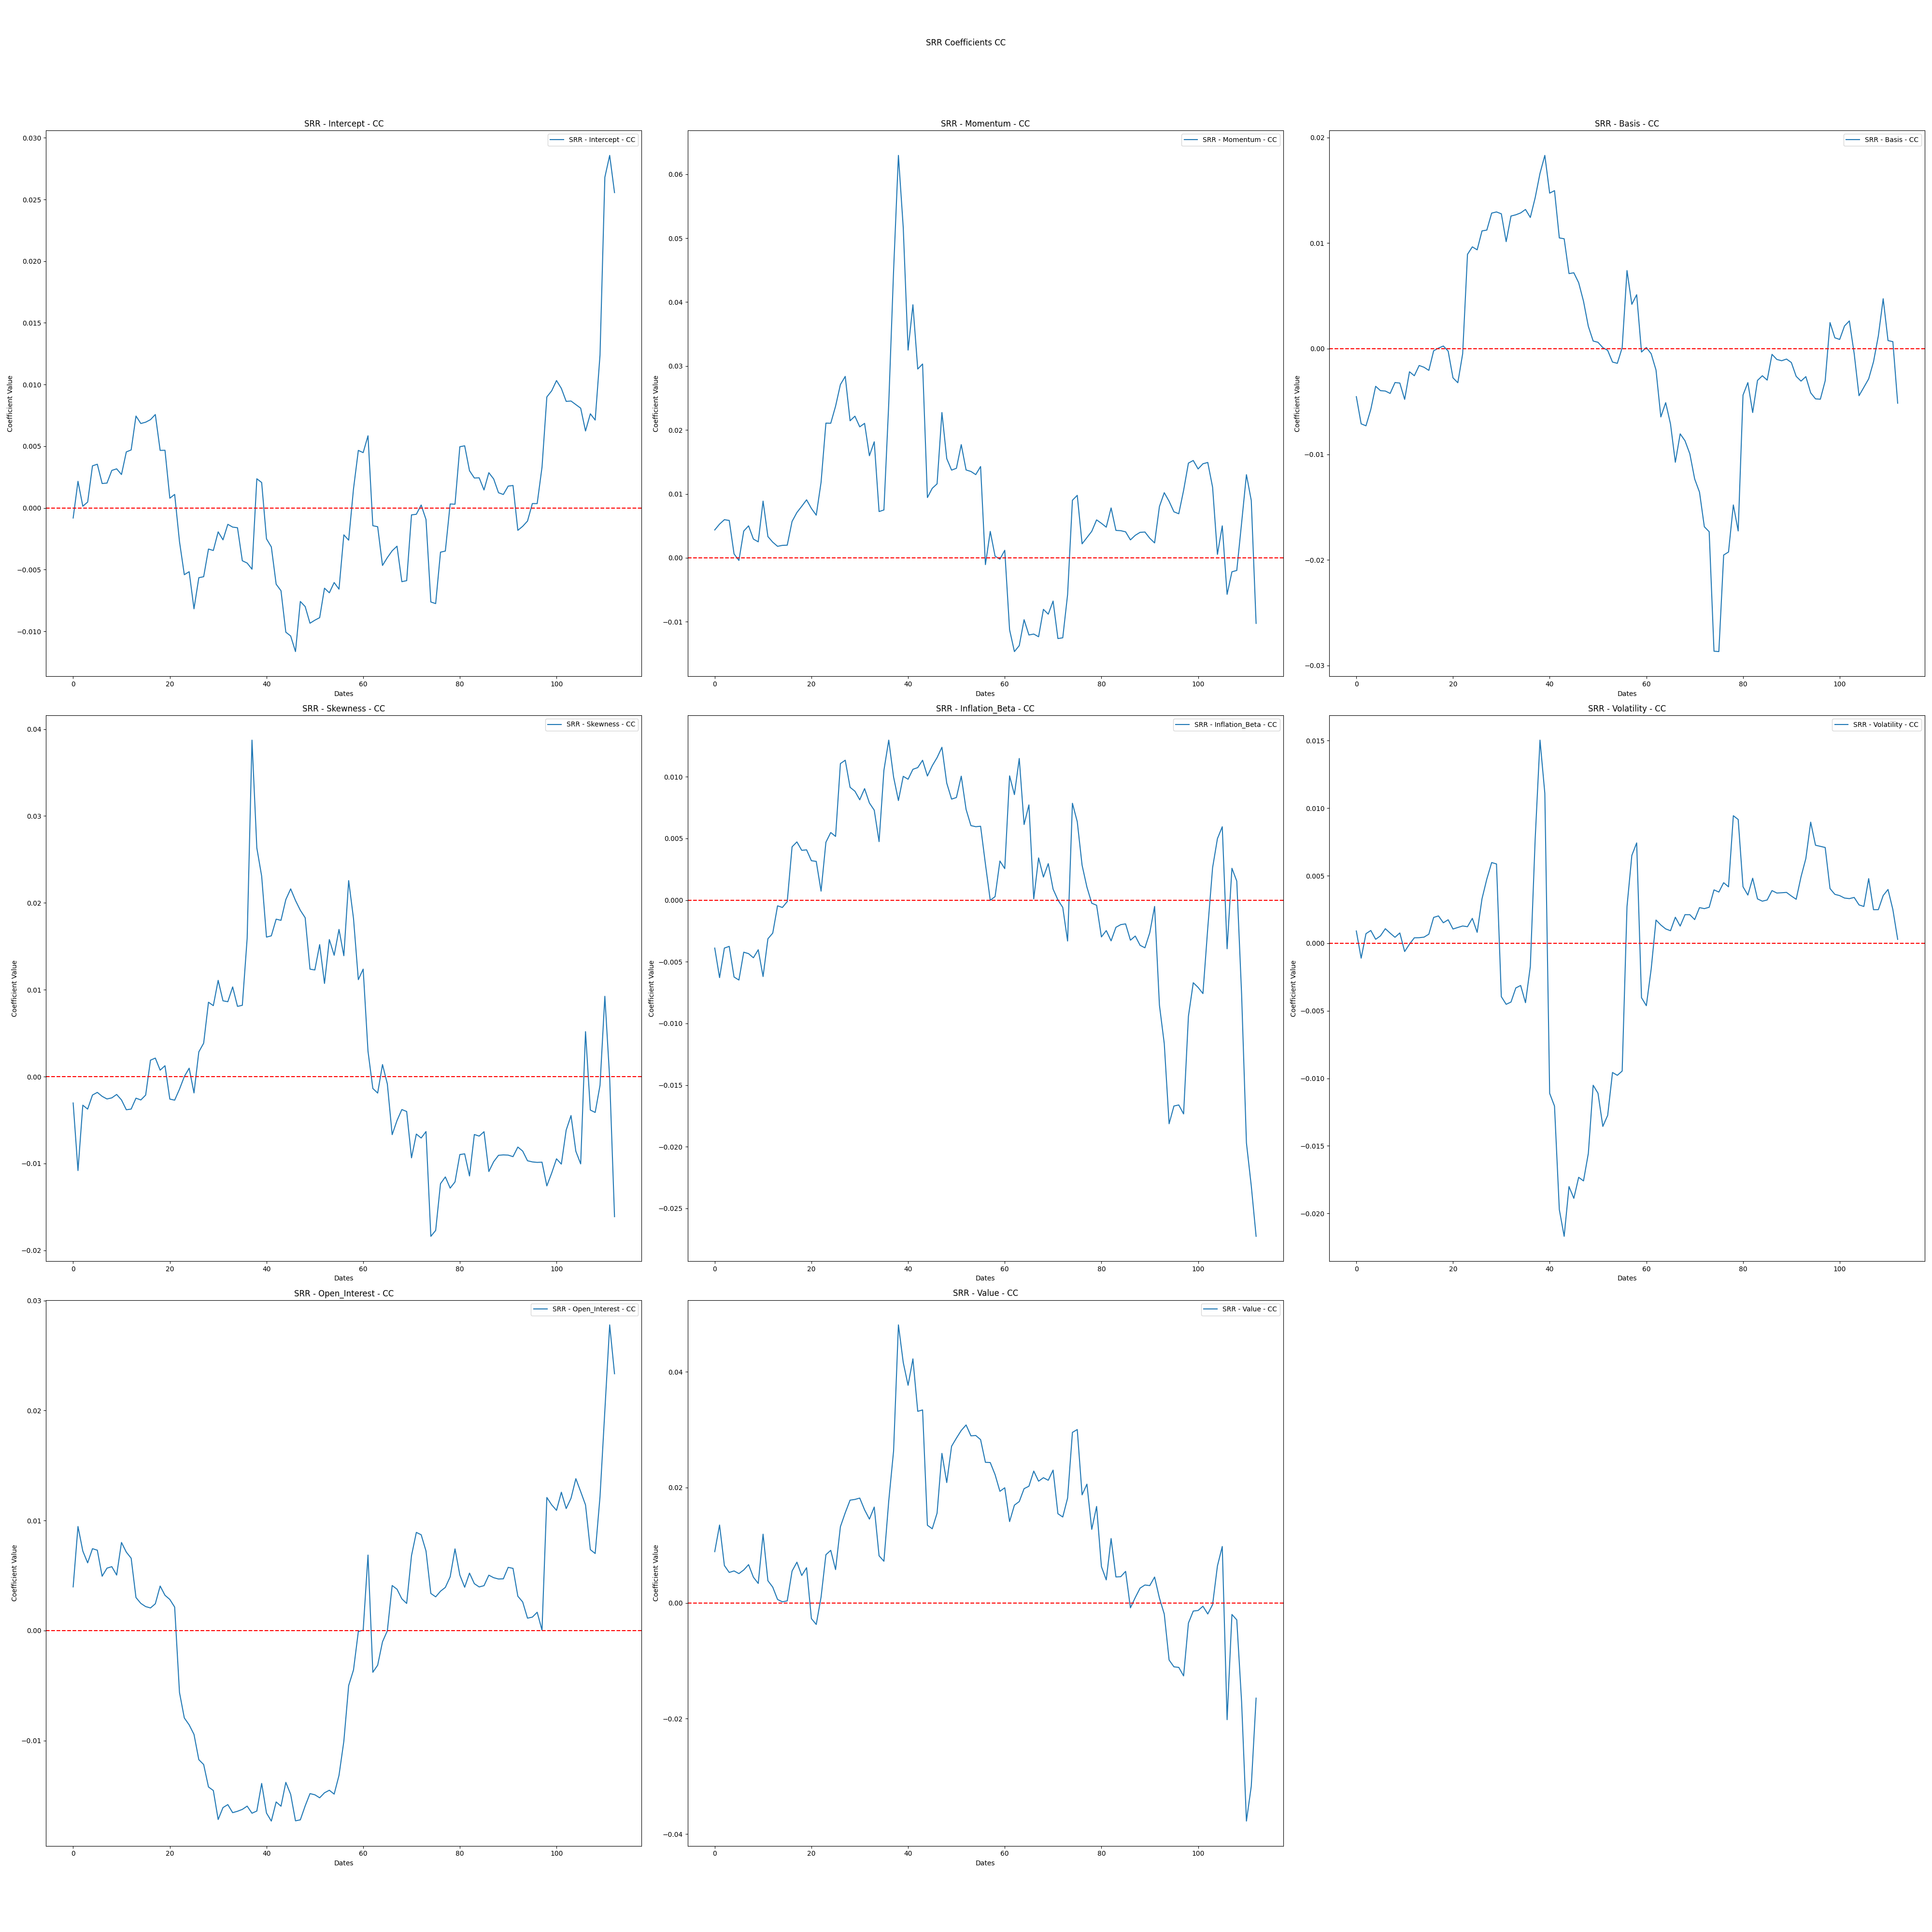 SRR Coefficients CC
SRR - Intercept - CC
SRR - Intercept - CC
Coefficient Value
0.030
0.025
0.020
0.015
0.010
0.005
0.000
−0.005
−0.010
0 20 40 60 80 100
Dates
SRR - Momentum - CC
SRR - Momentum - CC
Coefficient Value
0.06
0.05
0.04
0.03
0.02
0.01
0.00
−0.01
0 20 40 60 80 100
Dates
SRR - Basis - CC
SRR - Basis - CC
Coefficient Value
0.02
0.01
0.00
−0.01
−0.02
−0.03
0 20 40 60 80 100
Dates
SRR - Skewness - CC
SRR - Skewness - CC
Coefficient Value
0.04
0.03
0.02
0.01
0.00
−0.01
−0.02
0 20 40 60 80 100
Dates
SRR - Inflation_Beta - CC
SRR - Inflation_Beta - CC
Coefficient Value
0.010
0.005
0.000
−0.005
−0.010
−0.015
−0.020
−0.025
0 20 40 60 80 100
Dates
SRR - Volatility - CC
SRR - Volatility - CC
Coefficient Value
0.015
0.010
0.005
0.000
−0.005
−0.010
−0.015
−0.020
0 20 40 60 80 100
Dates
SRR - Open_Interest - CC
SRR - Open_Interest - CC
Coefficient Value
0.03
0.02
0.01
0.00
−0.01
0 20 40 60 80 100
Dates
SRR - Value - CC
SRR - Value - CC
Coefficient Value
0.04
0.02
0.00
−0.02
−0.04
0 20 40 60 80 100
Dates